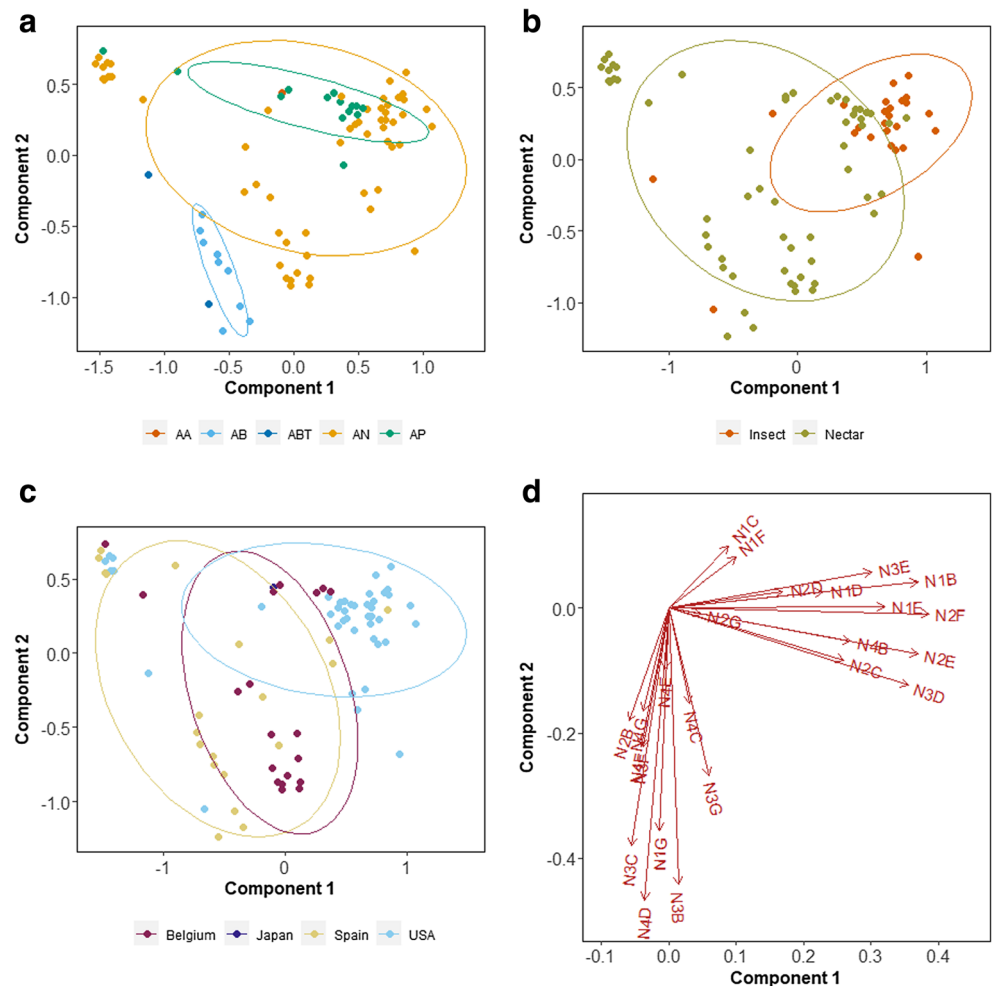 a
0.5
0.0
-0.5
-1.0
Component 2
-1.5 -1.0 -0.5 0.0 0.5 1.0
Component 1
AA AB ABT AN AP
b
0.5
0.0
-0.5
-1.0
Component 2
-1 0 1
Component 1
Insect Nectar
c
0.5
0.0
-0.5
-1.0
Component 2
-1 0 1
Component 1
Belgium Japan Spain USA
d
0.0
-0.2
-0.4
Component 2
N1C
N1F
N3E
N1B
N2D
N1D
N1E
N2F
N2G
N4B
N2E
N2C
N3D
N4C
N2B
N4G
N3F
N3G
N3C
N1G
N4D
N3B
-0.1 0.0 0.1 0.2 0.3 0.4
Component 1